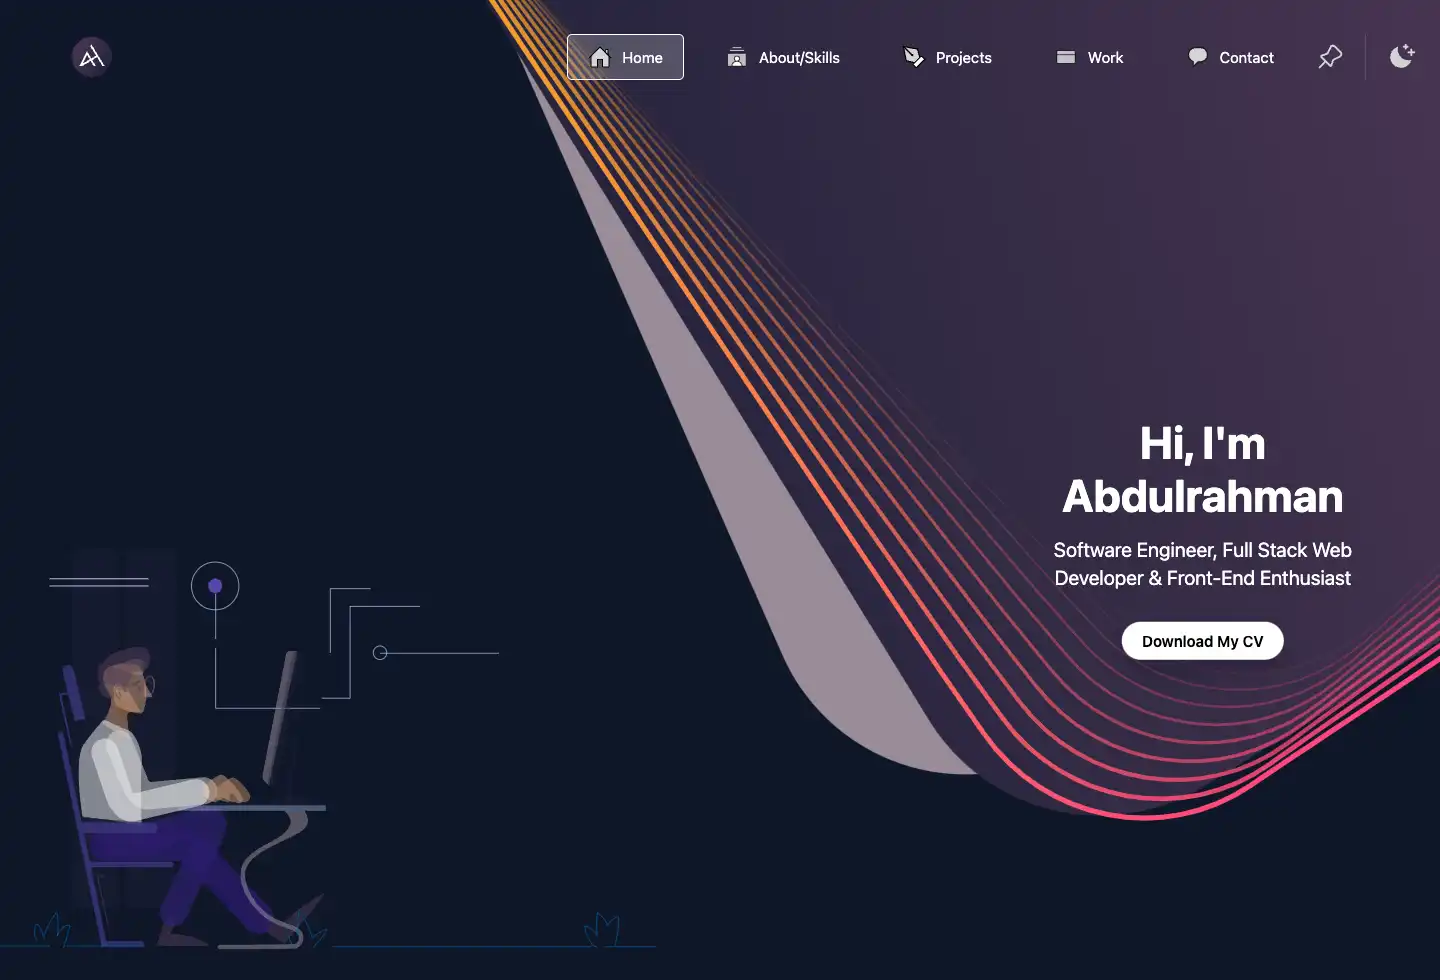 Home
About/Skills
Projects
Work
Contact
Hi, I'm
Abdulrahman
Software Engineer, Full Stack Web
Developer & Front-End Enthusiast
Download My CV